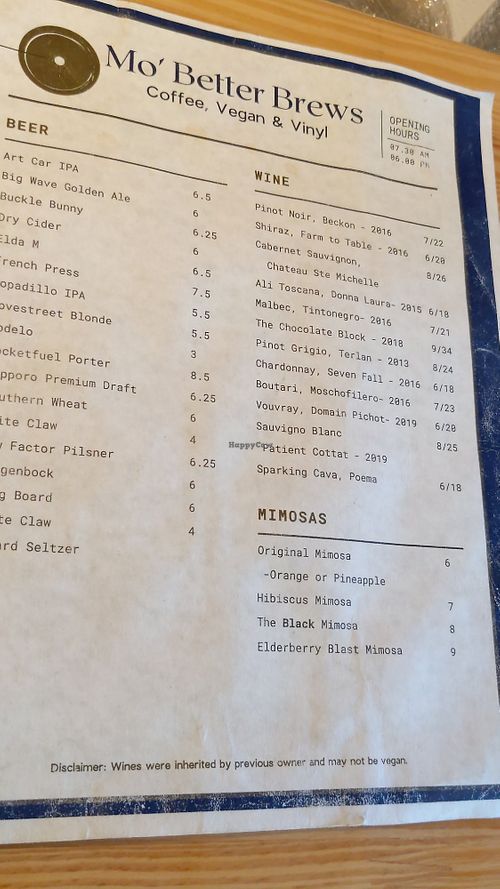 Mo' Better Brews
Coffee, Vegan & Vinyl
OPENING
HOURS
07.30 AM
06.00 PM
BEER
Art Car IPA 6.5
Big Wave Golden Ale 6
Buckle Bunny 6.25
Dry Cider 6
Elda M 6.5
rench Press 7.5
opadillo IPA 5.5
ovestreet Blonde 5.5
odelo 3
ocketfuel Porter 8.5
pporo Premium Draft 6.25
uthern Wheat 6
ite Claw 4
Factor Pilsner 6.25
genbock 6
g Board 6
te Claw 4
ard Seltzer
WINE
Pinot Noir, Beckon - 2016 7/22
Shiraz, Farm to Table - 2016 6/20
Cabernet Sauvignon,
Chateau Ste Michelle 8/26
Ali Toscana, Donna Laura- 2015 6/18
Malbec, Tintonegro- 2016 7/21
The Chocolate Block - 2018 9/34
Pinot Grigio, Terlan - 2013 8/24
Chardonnay, Seven Fall - 2016 6/18
Boutari, Moschofilero- 2016 7/23
Vouvray, Domain Pichot- 2019 6/20
Sauvigno Blanc
Patient Cottat - 2019 8/25
Sparking Cava, Poema 6/18
MIMOSAS
Original Mimosa 6
-Orange or Pineapple
Hibiscus Mimosa 7
The Black Mimosa 8
Elderberry Blast Mimosa 9
Disclaimer: Wines were inherited by previous owner and may not be vegan.
HappyCow